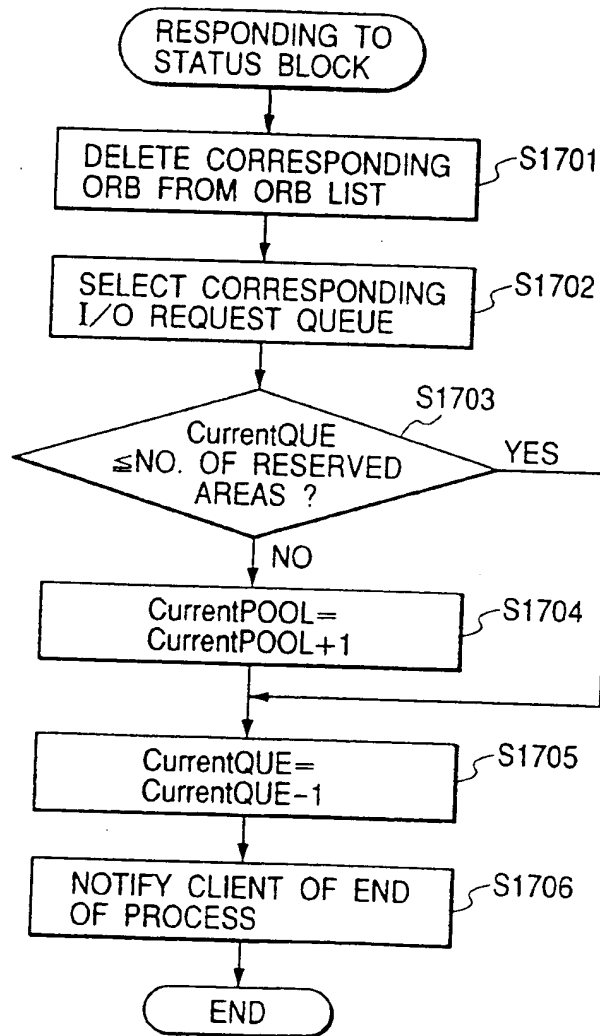 RESPONDING TO
STATUS BLOCK
DELETE CORRESPONDING
ORB FROM ORB LIST
S1701
SELECT CORRESPONDING
I/O REQUEST QUEUE
S1702
S1703
CurrentQUE
≦NO. OF RESERVED
AREAS ?
YES
NO
CurrentPOOL=
CurrentPOOL+1
S1704
CurrentQUE=
CurrentQUE-1
S1705
NOTIFY CLIENT OF END
OF PROCESS
S1706
END